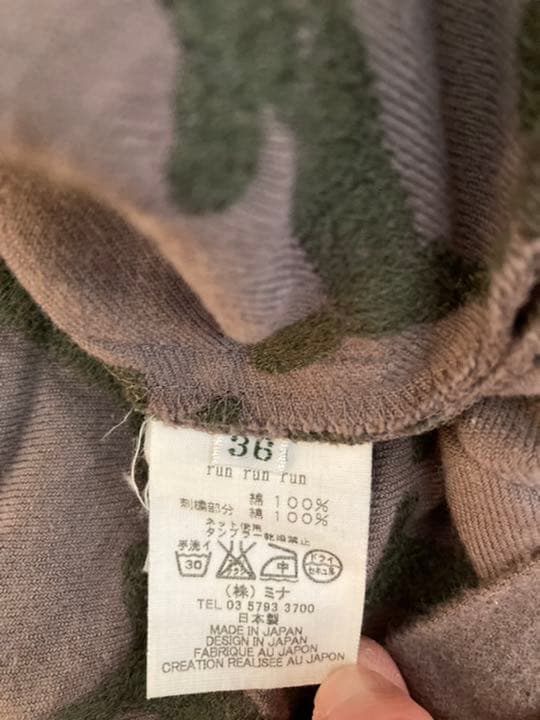 36
run run run
綿 100%
刺繍部分 綿 100%
ネット使用
タンブラー乾燥禁止
手洗イ
30
中
ドライ
セキユ系
(株) ミナ
TEL 03 5793 3700
日本製
MADE IN JAPAN
DESIGN IN JAPAN
FABRIQUE AU JAPON
CREATION REALISEE AU JAPON